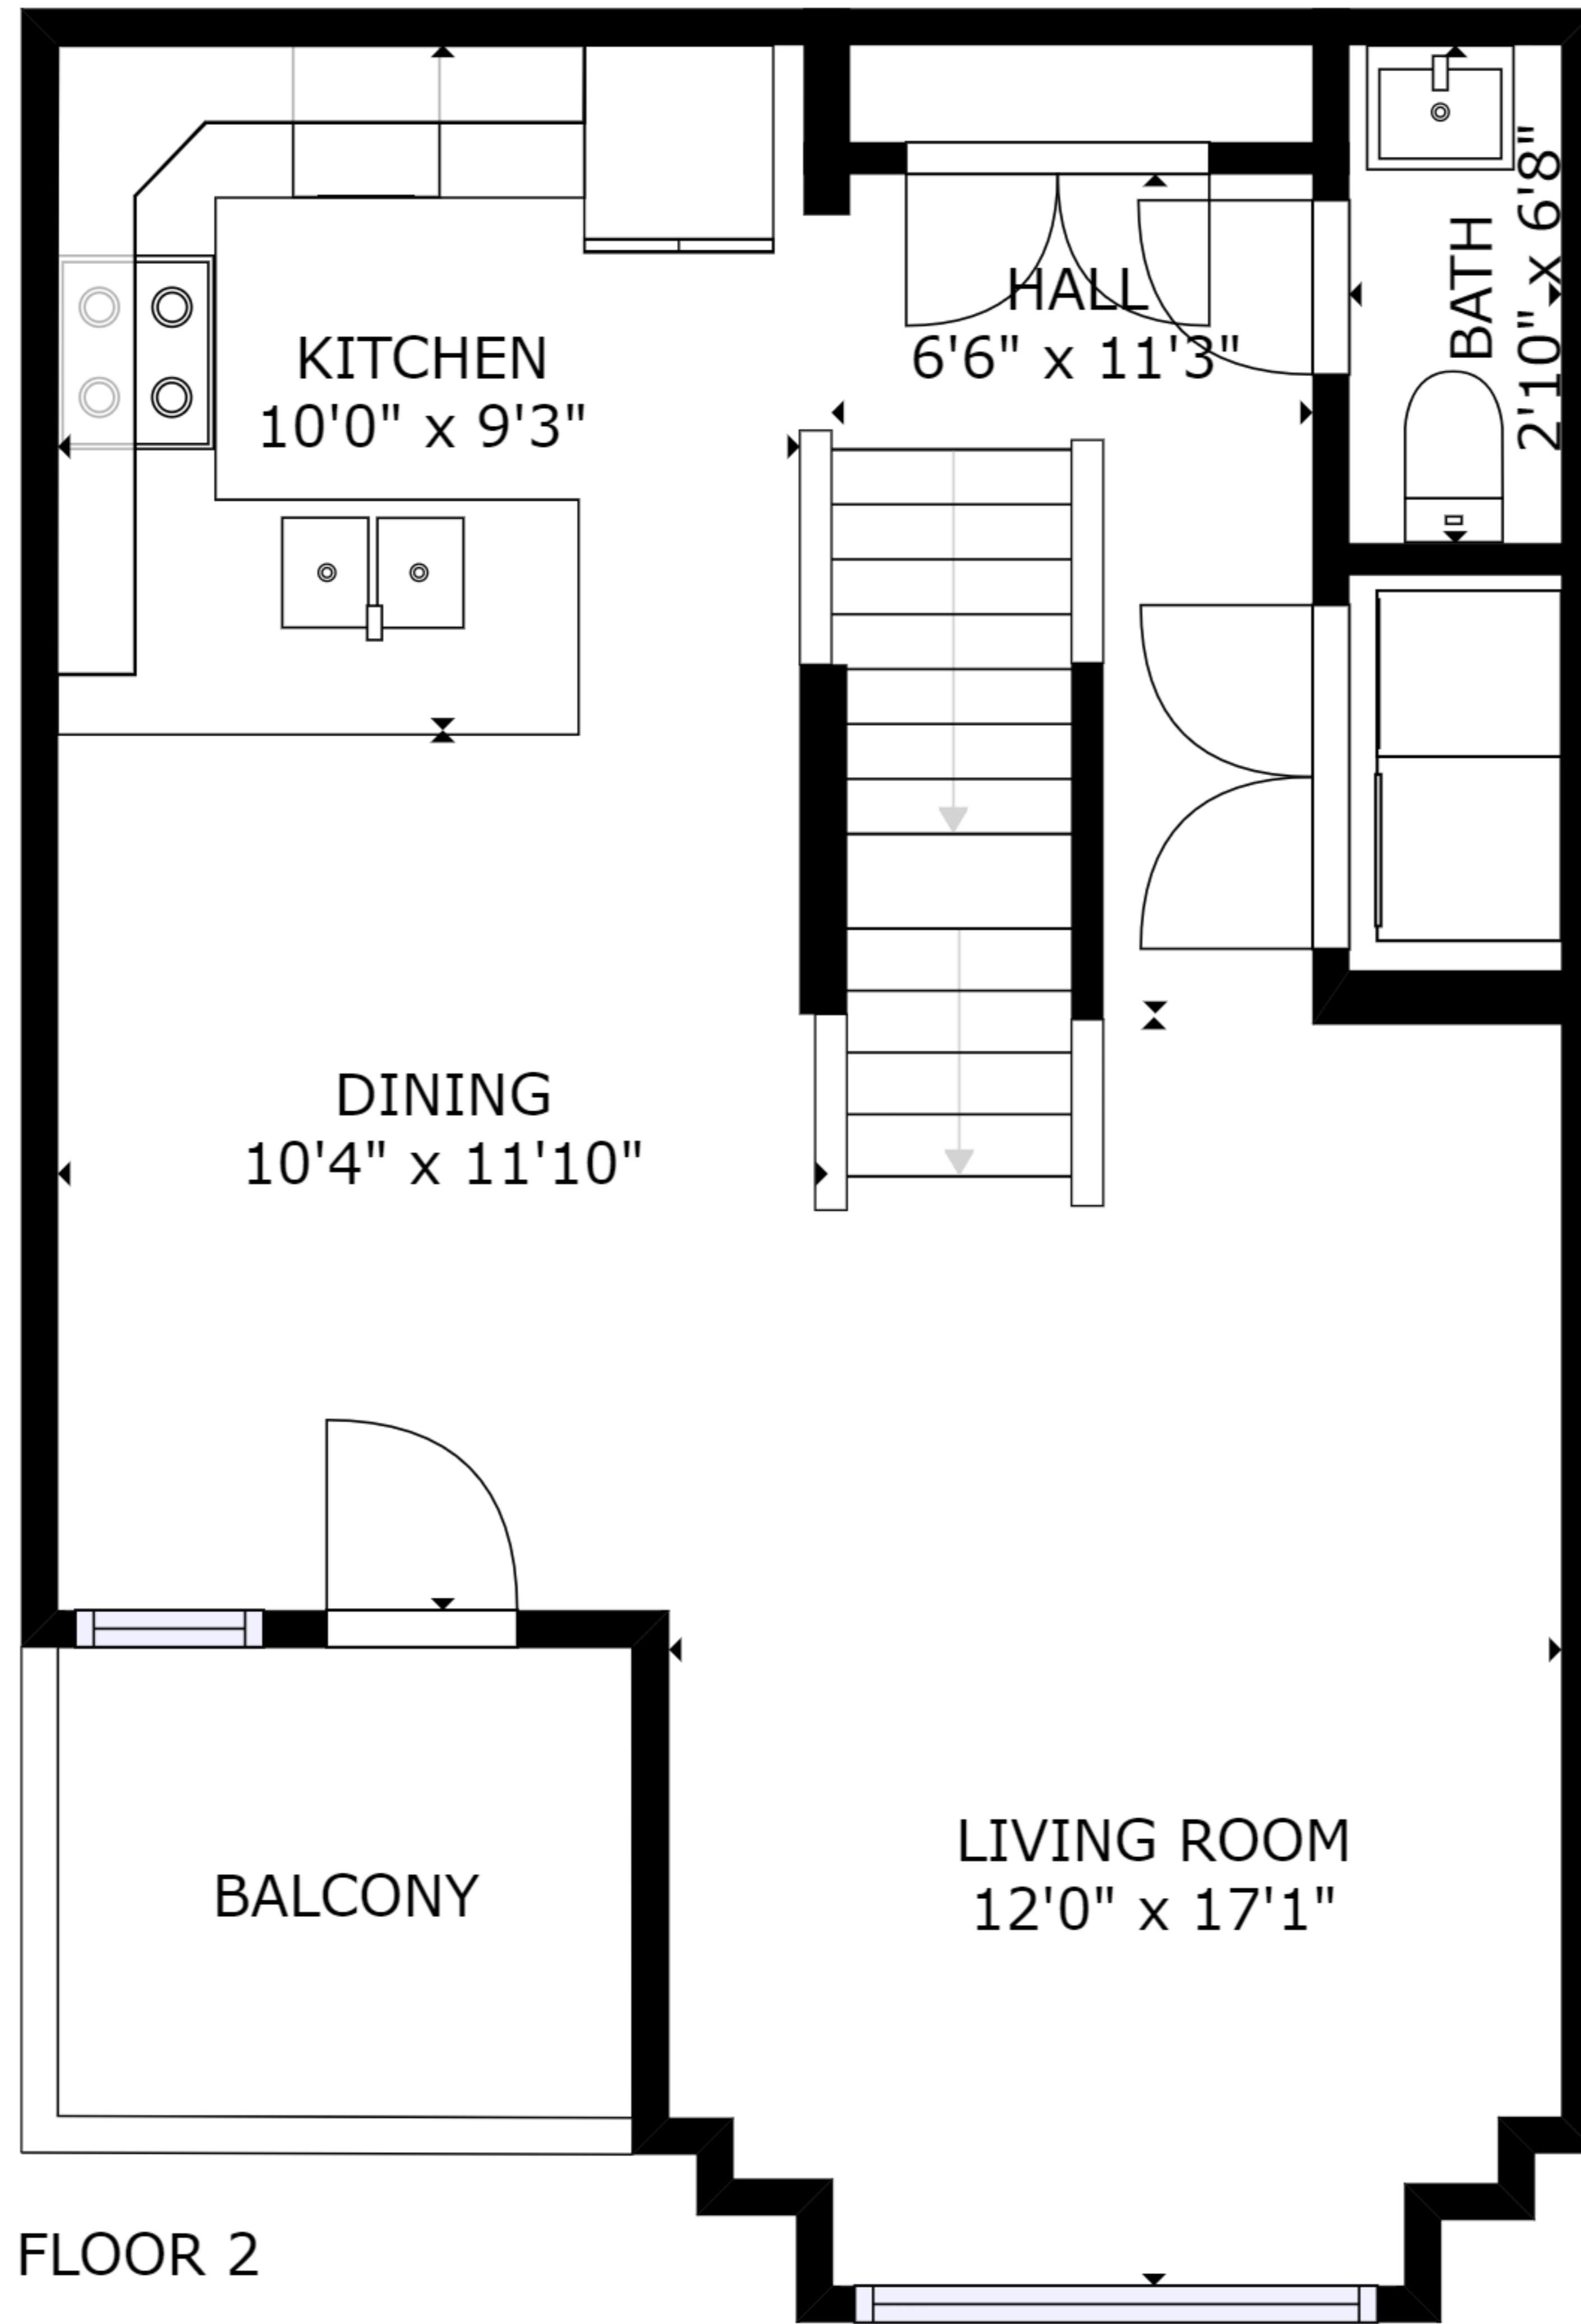 HALL
6'6" x 11'3"
BATH
2'10" x 6'8"
KITCHEN
10'0" x 9'3"
DINING
10'4" x 11'10"
LIVING ROOM
12'0" x 17'1"
BALCONY
FLOOR 2